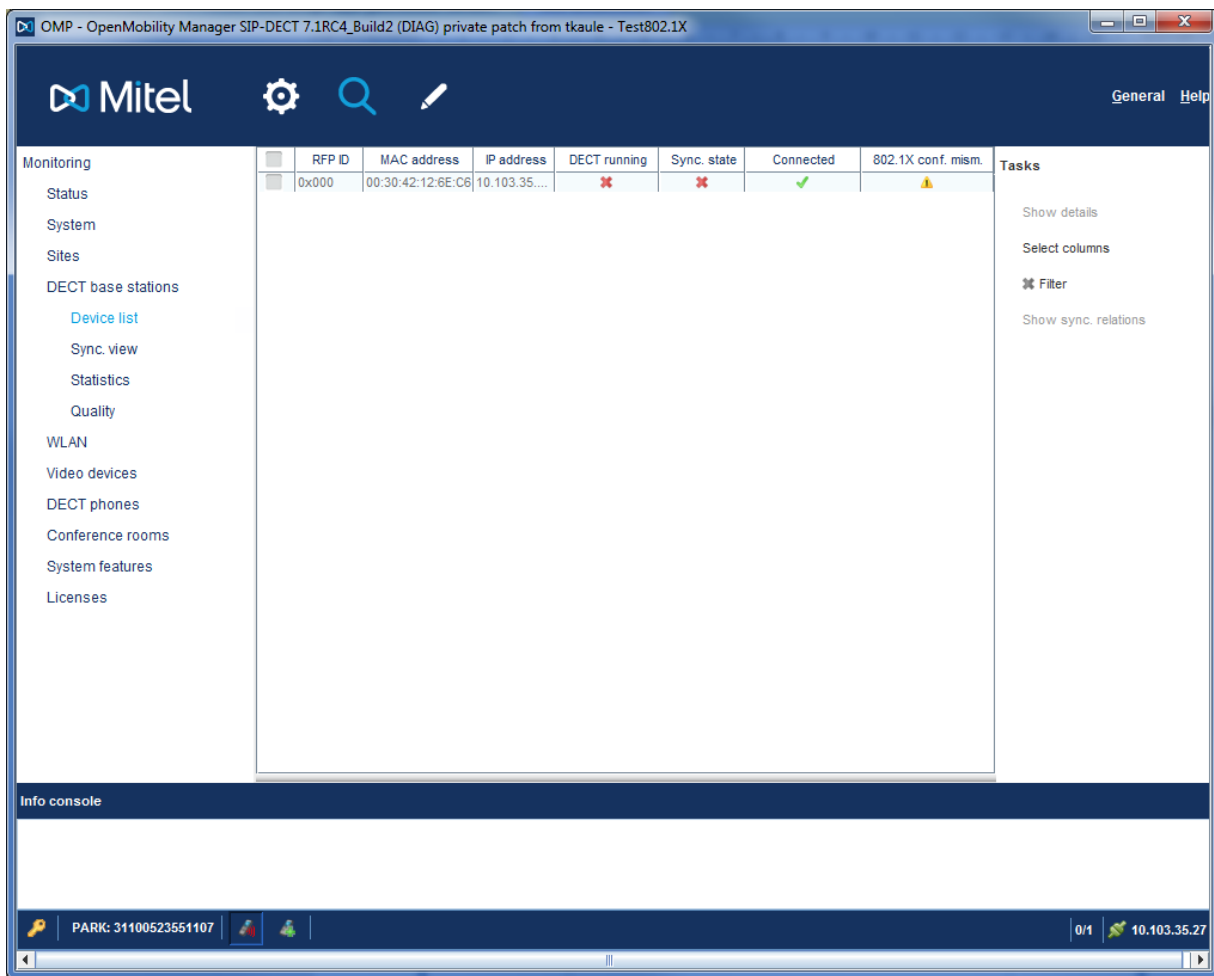 OMP - OpenMobility Manager SIP-DECT 7.1RC4_Build2 (DIAG) private patch from tkaule - Test802.1X
Mitel
General Help
Monitoring
Status
System
Sites
DECT base stations
Device list
Sync. view
Statistics
Quality
WLAN
Video devices
DECT phones
Conference rooms
System features
Licenses
RFP ID MAC address IP address DECT running Sync. state Connected 802.1X conf. mism.
0x000 00:30:42:12:6E:C6 10.103.35....
Tasks
Show details
Select columns
Filter
Show sync. relations
Info console
PARK: 31100523551107
0/1 10.103.35.27